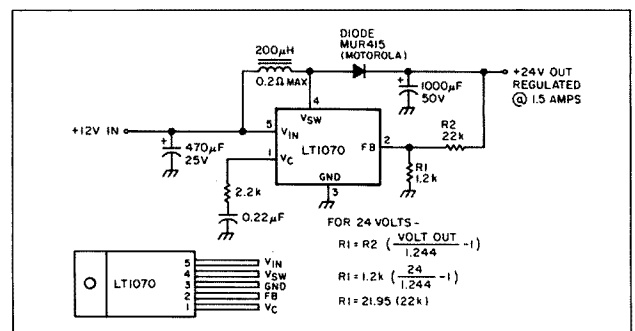 200μH
0.2Ω MAX
DIODE
MUR415
(MOTOROLA)
+24V OUT
REGULATED
@ 1.5 AMPS
+
1000μF
50V
4
VSW
+12V IN
5
VIN
LT1070
FB
2
R2
22k
+
470μF
25V
1
VC
GND
3
R1
1.2k
2.2k
0.22μF
FOR 24 VOLTS -
R1 = R2 ( VOLT OUT / 1.244 -1)
R1 = 1.2k ( 24 / 1.244 -1)
R1 = 21.95 (22k)
LT1070
5 VIN
4 VSW
3 GND
2 FB
1 VC